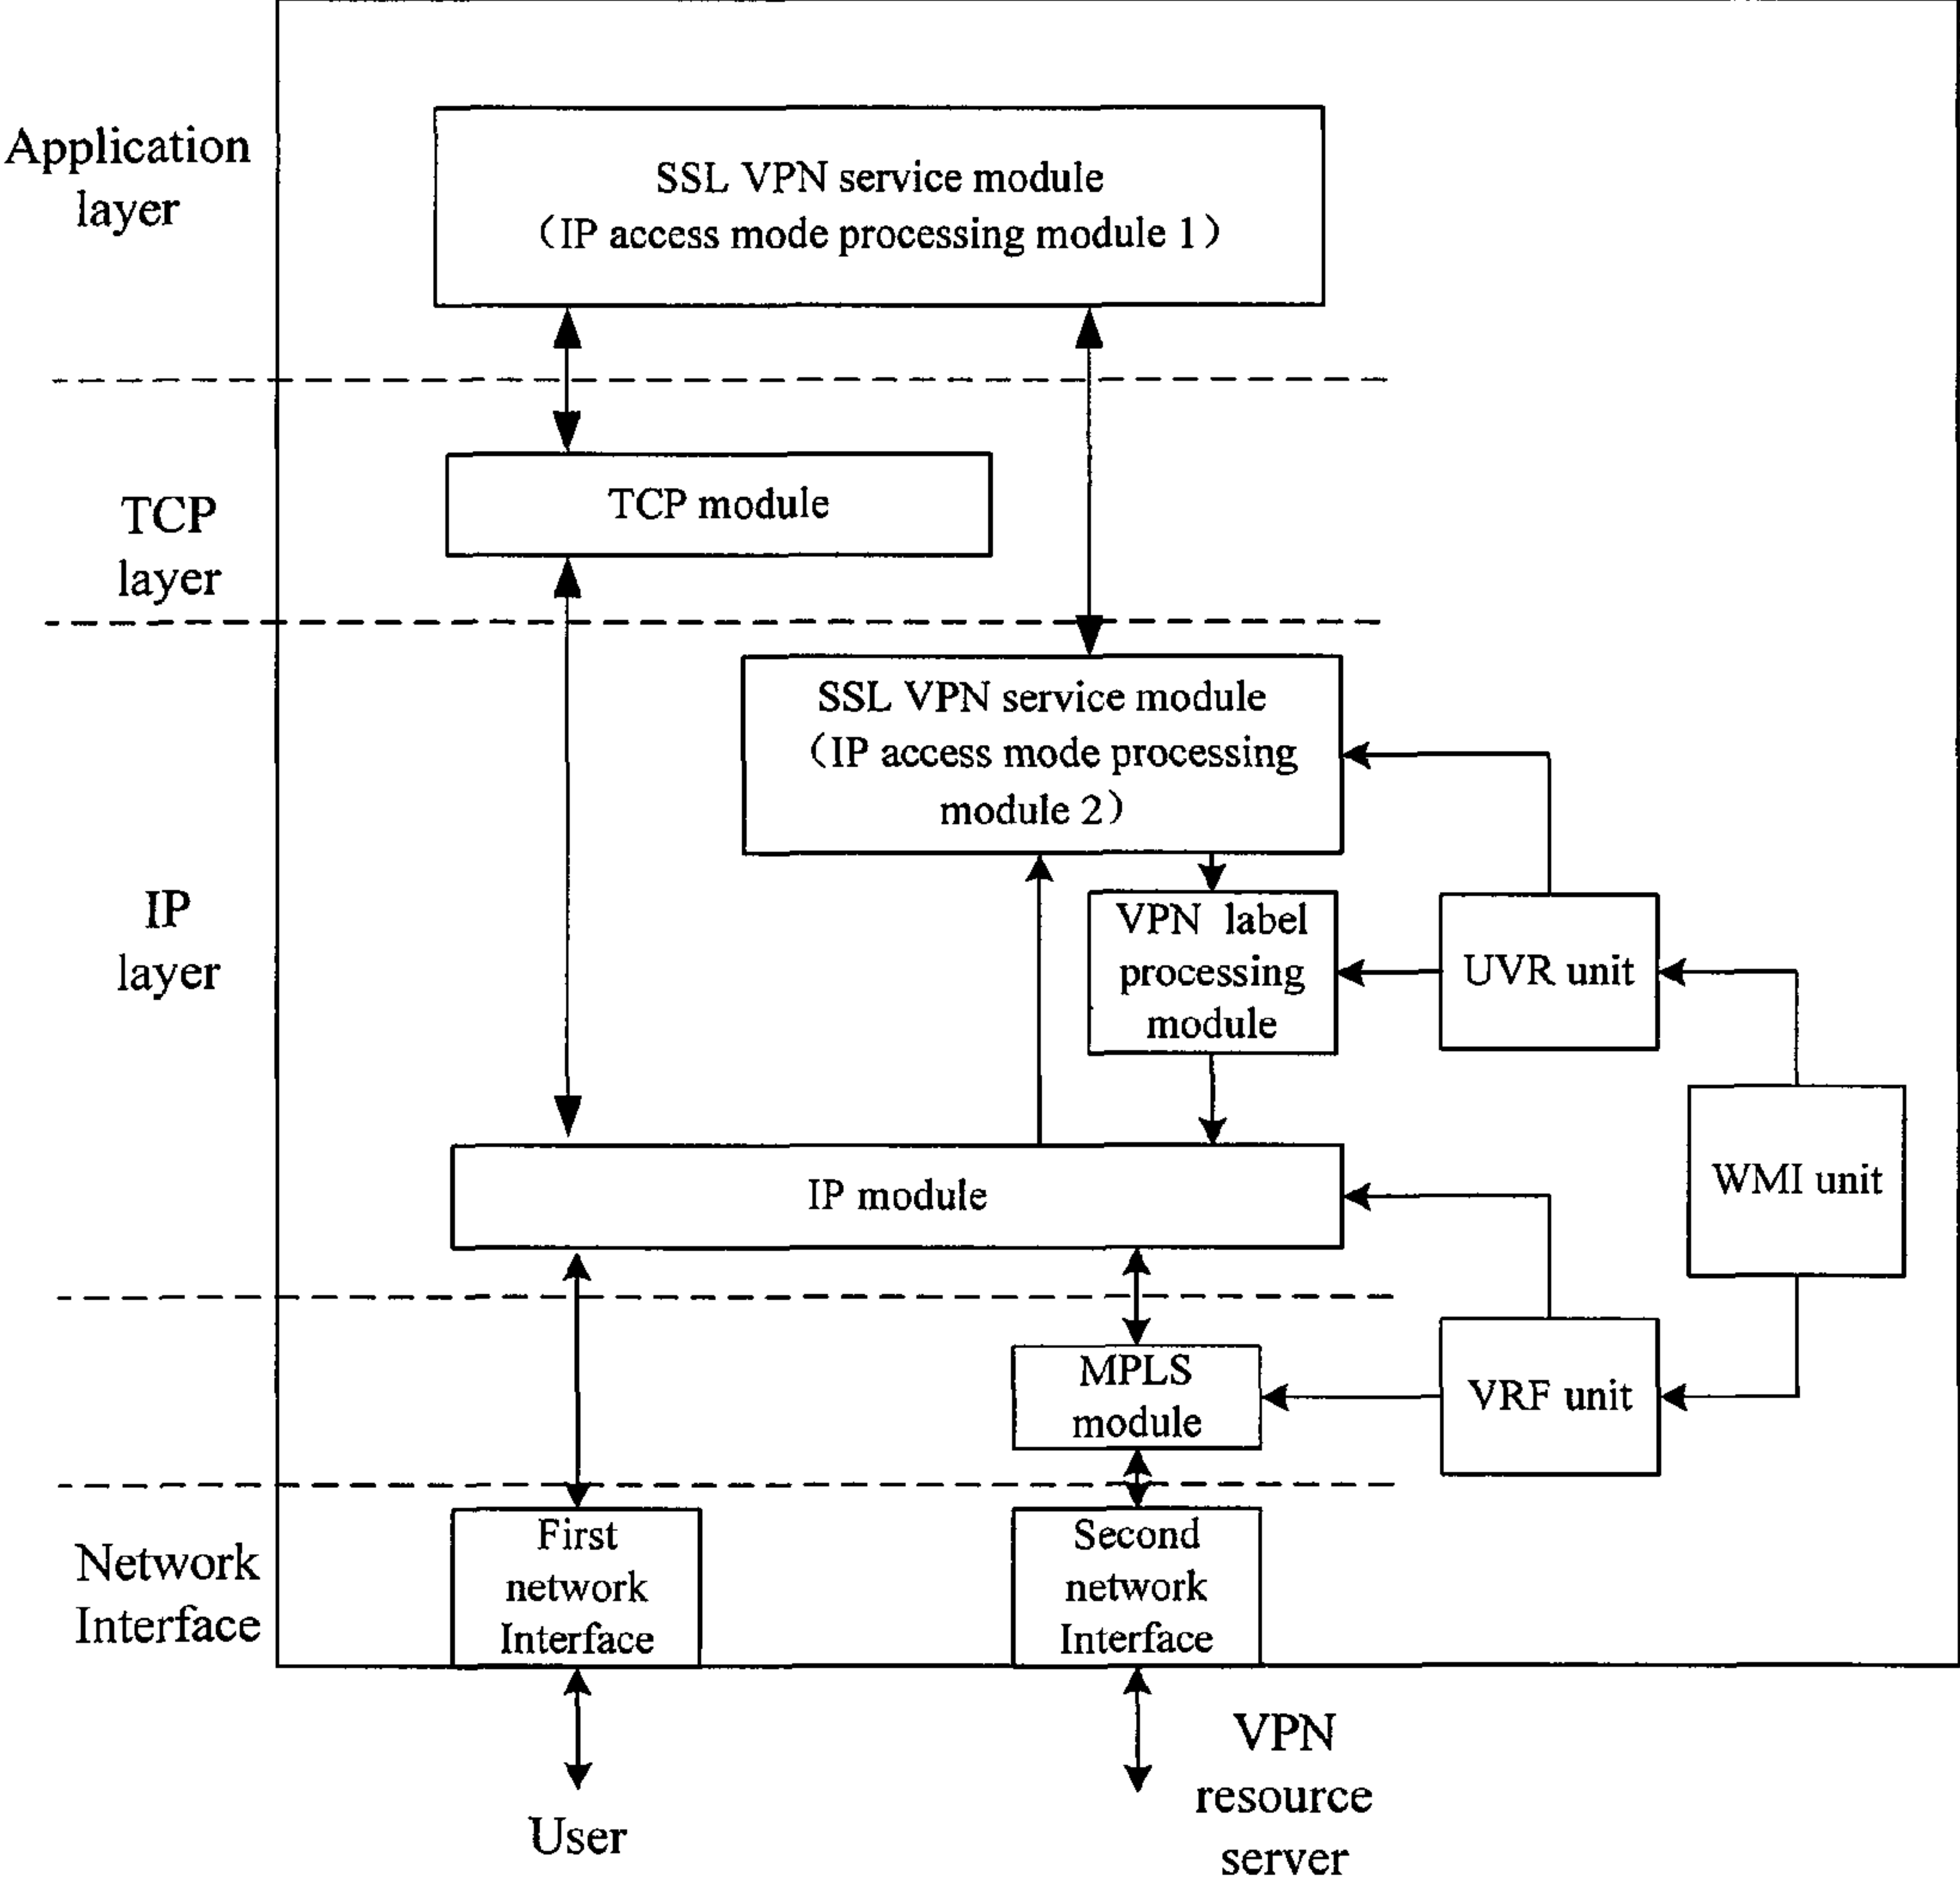 Application
layer
SSL VPN service module
（IP access mode processing module 1）
TCP module
TCP
layer
SSL VPN service module
（IP access mode processing
module 2）
IP
layer
VPN label
processing
module
UVR unit
WMI unit
IP module
MPLS
module
VRF unit
Network
Interface
First
network
Interface
Second
network
Interface
User
VPN
resource
server